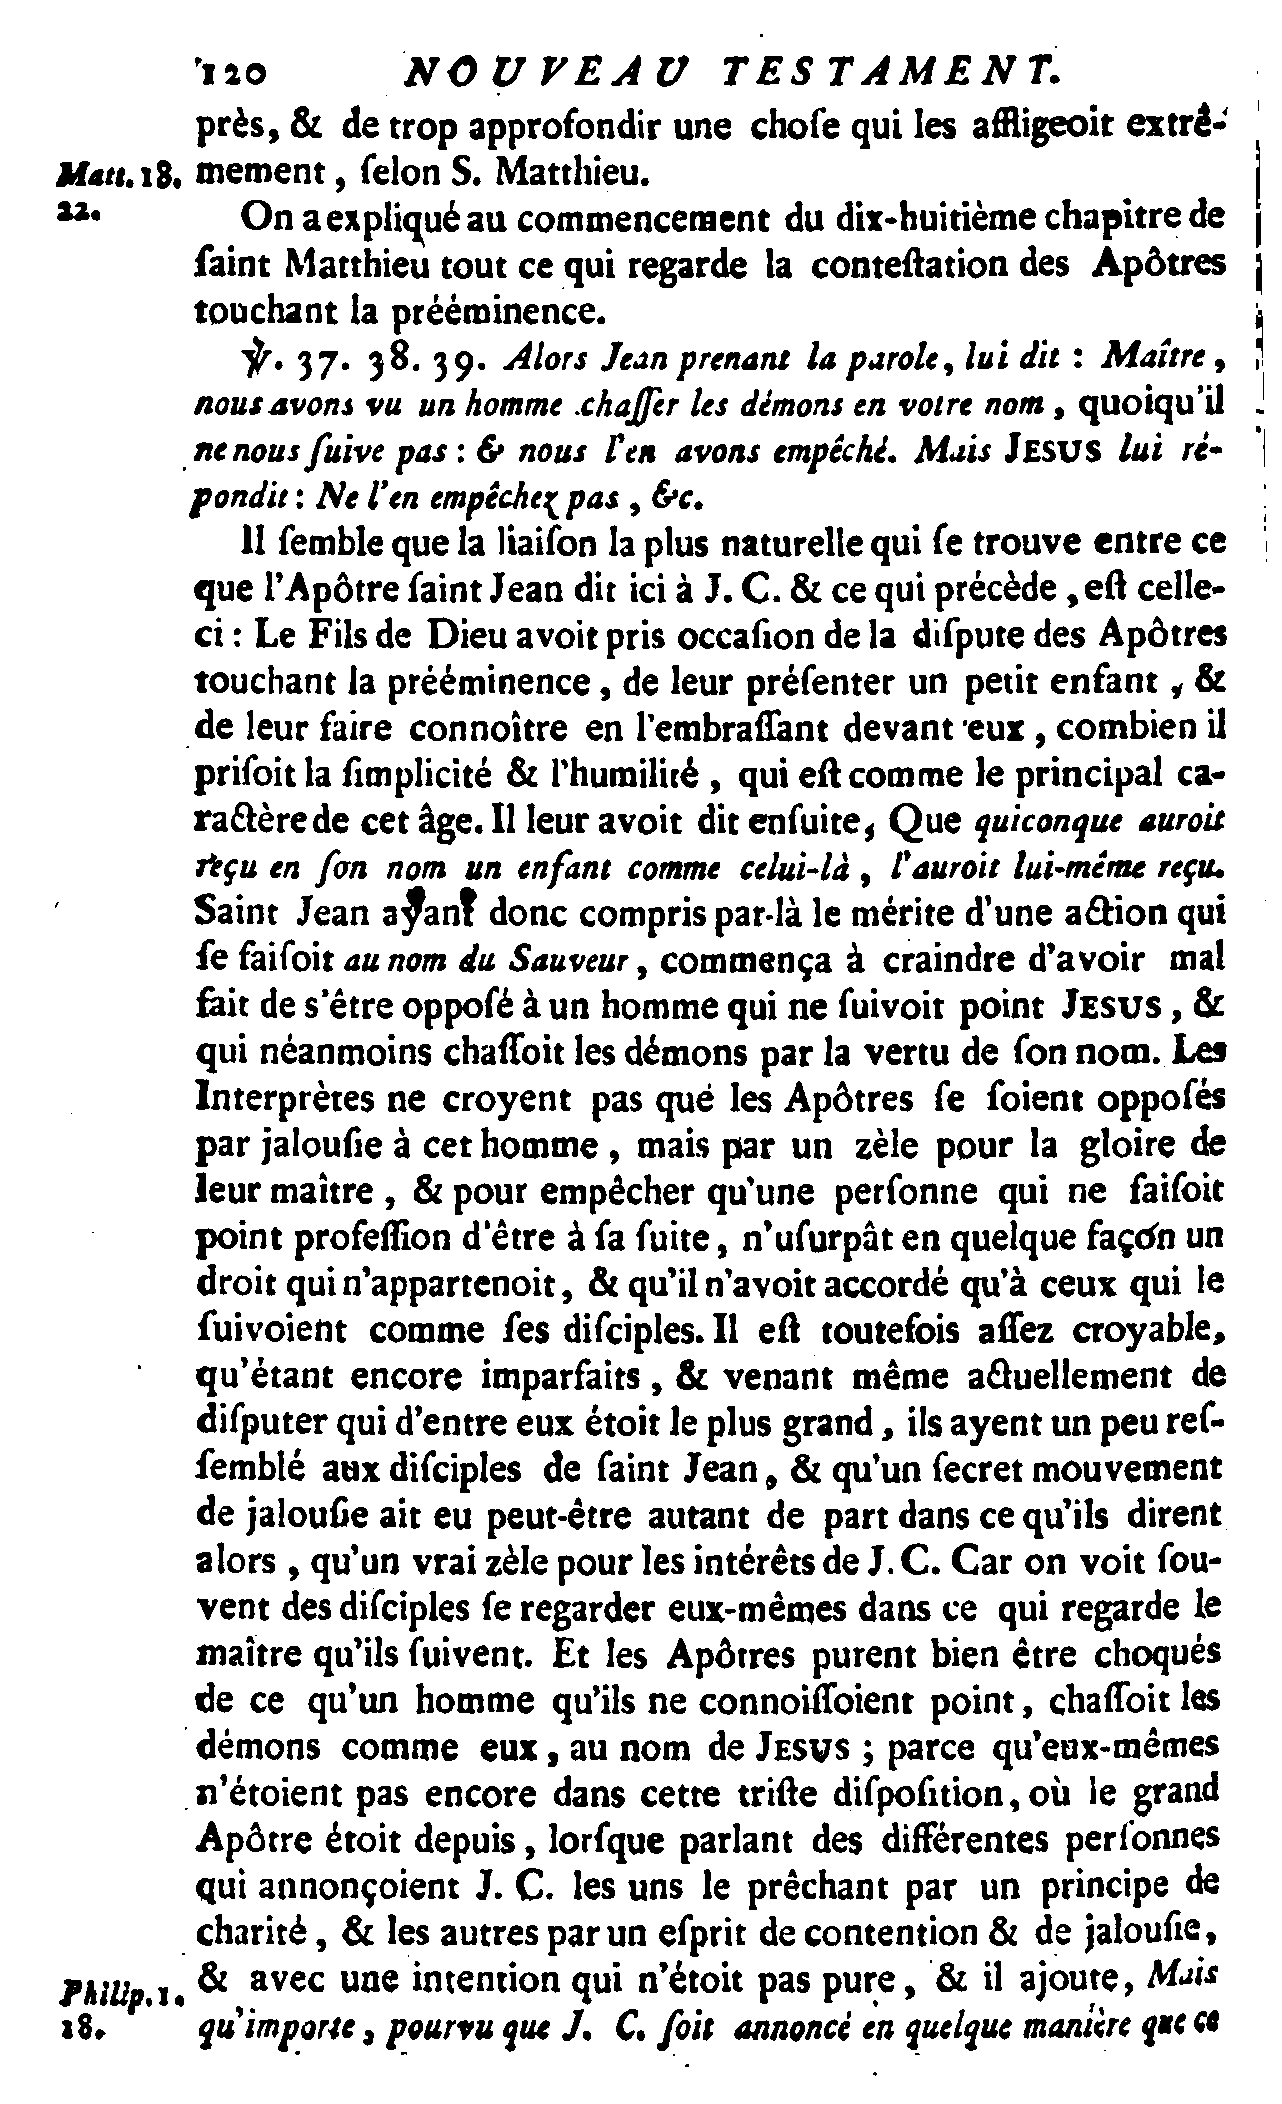 120 NOUVEAU TESTAMENT.
près, & de trop approfondir une choſe qui les affligeoit extrê-
Matt. 18. mement, ſelon S. Matthieu.
22. On a expliqué au commencement du dix-huitième chapitre de
ſaint Matthieu tout ce qui regarde la conteſtation des Apôtres
touchant la prééminence.
℣. 37. 38. 39. Alors Jean prenant la parole, lui dit : Maître,
nous avons vu un homme chaſſer les démons en votre nom, quoiqu'il
ne nous ſuive pas : & nous l'en avons empêché. Mais JESUS lui ré-
pondit : Ne l'en empêchez pas, &c.
Il ſemble que la liaiſon la plus naturelle qui ſe trouve entre ce
que l'Apôtre ſaint Jean dit ici à J. C. & ce qui précède, eſt celle-
ci : Le Fils de Dieu avoit pris occaſion de la diſpute des Apôtres
touchant la prééminence, de leur préſenter un petit enfant, &
de leur faire connoître en l'embraſſant devant eux, combien il
priſoit la ſimplicité & l'humilité, qui eſt comme le principal ca-
ractère de cet âge. Il leur avoit dit enſuite, Que quiconque auroit
reçu en ſon nom un enfant comme celui-là, l'auroit lui-même reçu.
Saint Jean ayant donc compris par-là le mérite d'une action qui
ſe faiſoit au nom du Sauveur, commença à craindre d'avoir mal
fait de s'être oppoſé à un homme qui ne ſuivoit point JESUS, &
qui néanmoins chaſſoit les démons par la vertu de ſon nom. Les
Interprètes ne croyent pas que les Apôtres ſe ſoient oppoſés
par jalouſie à cet homme, mais par un zèle pour la gloire de
leur maître, & pour empêcher qu'une perſonne qui ne faiſoit
point profeſſion d'être à ſa ſuite, n'uſurpât en quelque façon un
droit qui n'appartenoit, & qu'il n'avoit accordé qu'à ceux qui le
ſuivoient comme ſes diſciples. Il eſt toutefois aſſez croyable,
qu'étant encore imparfaits, & venant même actuellement de
diſputer qui d'entre eux étoit le plus grand, ils ayent un peu reſ-
ſemblé aux diſciples de ſaint Jean, & qu'un ſecret mouvement
de jalouſie ait eu peut-être autant de part dans ce qu'ils dirent
alors, qu'un vrai zèle pour les intérêts de J. C. Car on voit ſou-
vent des diſciples ſe regarder eux-mêmes dans ce qui regarde le
maître qu'ils ſuivent. Et les Apôtres purent bien être choqués
de ce qu'un homme qu'ils ne connoiſſoient point, chaſſoit les
démons comme eux, au nom de JESUS ; parce qu'eux-mêmes
n'étoient pas encore dans cette triſte diſpoſition, où le grand
Apôtre étoit depuis, lorſque parlant des différentes perſonnes
qui annonçoient J. C. les uns le prêchant par un principe de
charité, & les autres par un eſprit de contention & de jalouſie,
Philip. 1. & avec une intention qui n'étoit pas pure, & il ajoute, Mais
18. qu'importe, pourvu que J. C. ſoit annoncé en quelque manière que ce